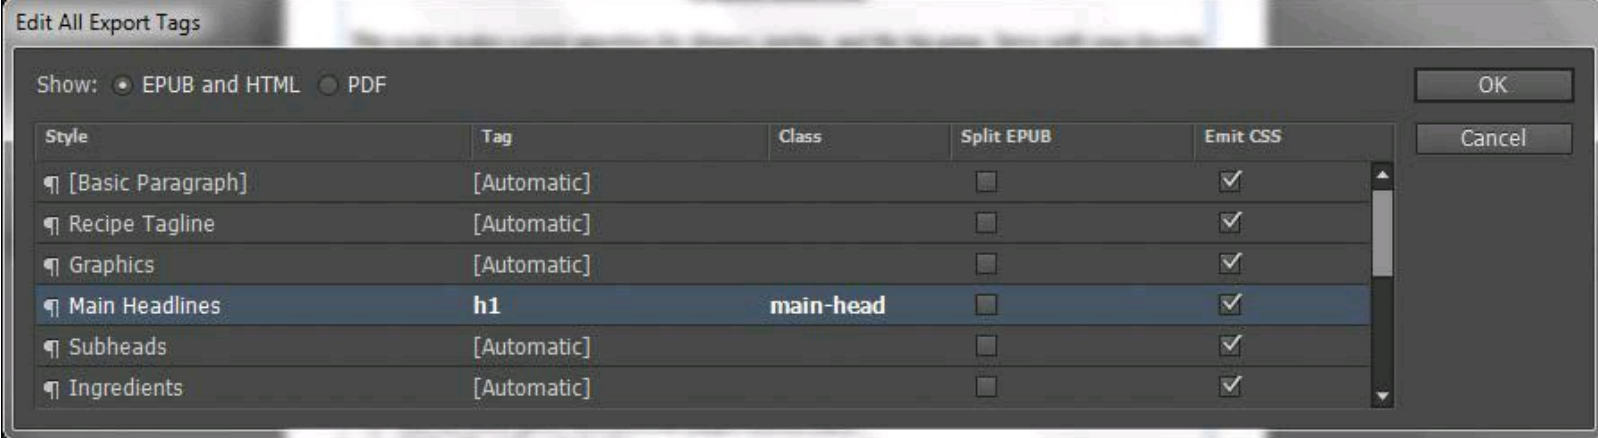 Edit All Export Tags
Show: EPUB and HTML PDF OK
Style Tag Class Split EPUB Emit CSS Cancel
¶ [Basic Paragraph] [Automatic]
¶ Recipe Tagline [Automatic]
¶ Graphics [Automatic]
¶ Main Headlines h1 main-head
¶ Subheads [Automatic]
¶ Ingredients [Automatic]